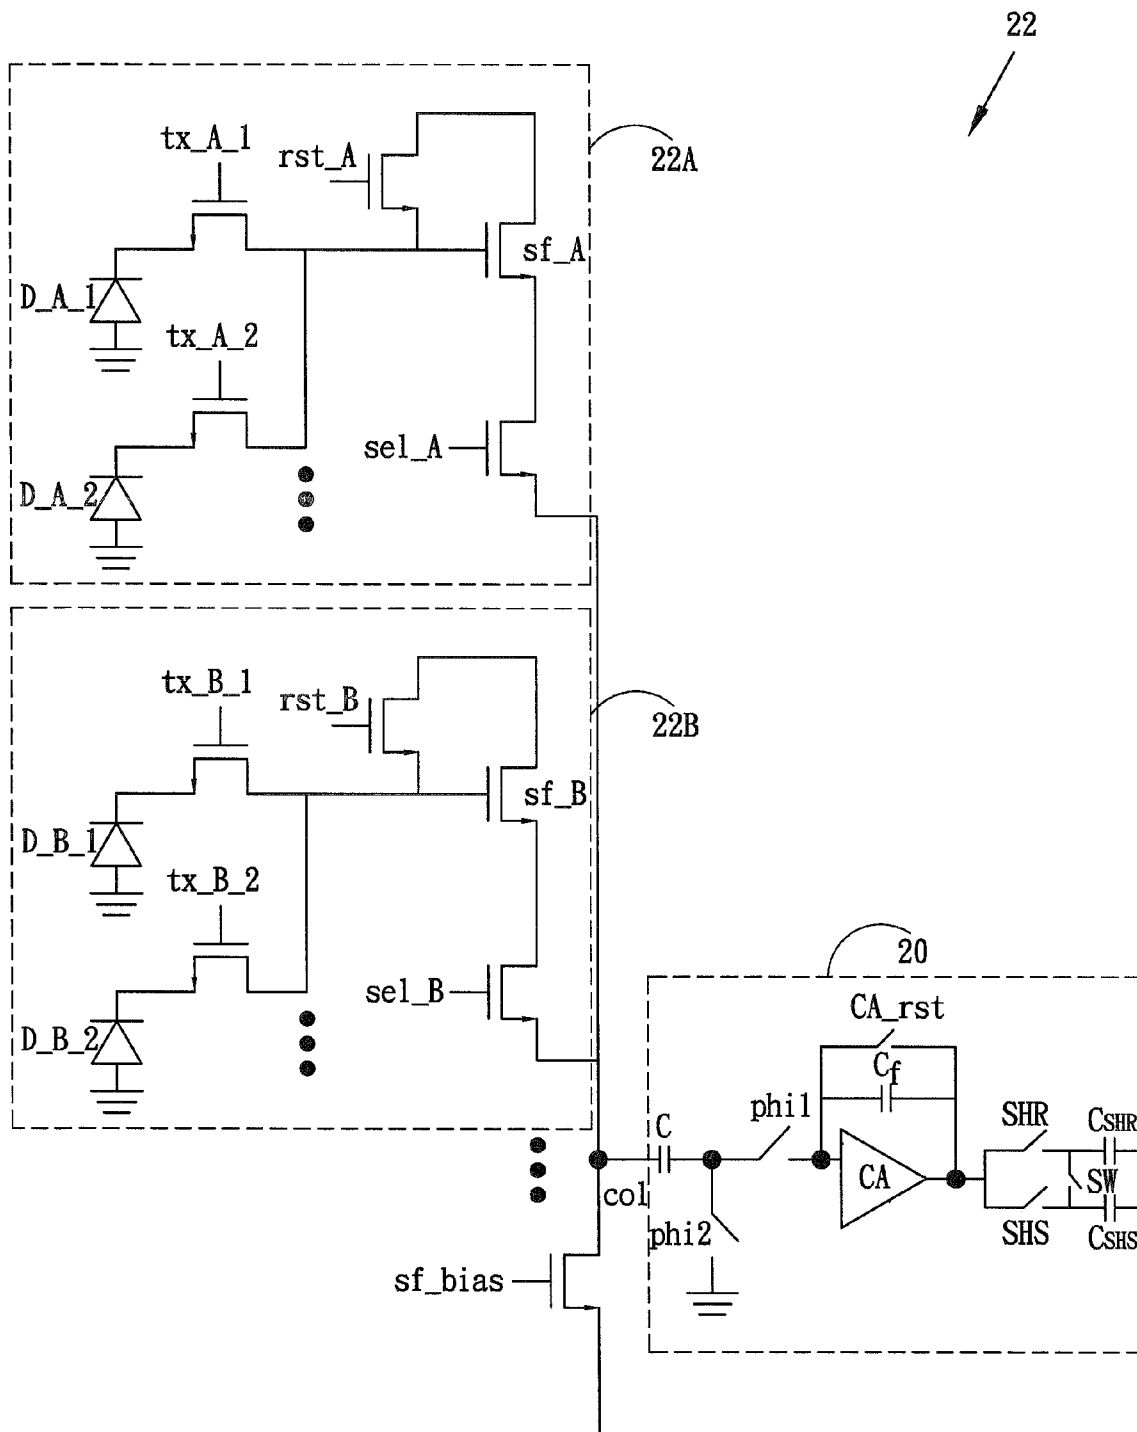 22
tx_A_1
rst_A
22A
sf_A
D_A_1
tx_A_2
sel_A
D_A_2
tx_B_1
rst_B
22B
sf_B
D_B_1
tx_B_2
20
sel_B
CA_rst
D_B_2
Cf
phi1
C
SHR
CSHR
CA
SW
col
phi2
SHS
CSHS
sf_bias